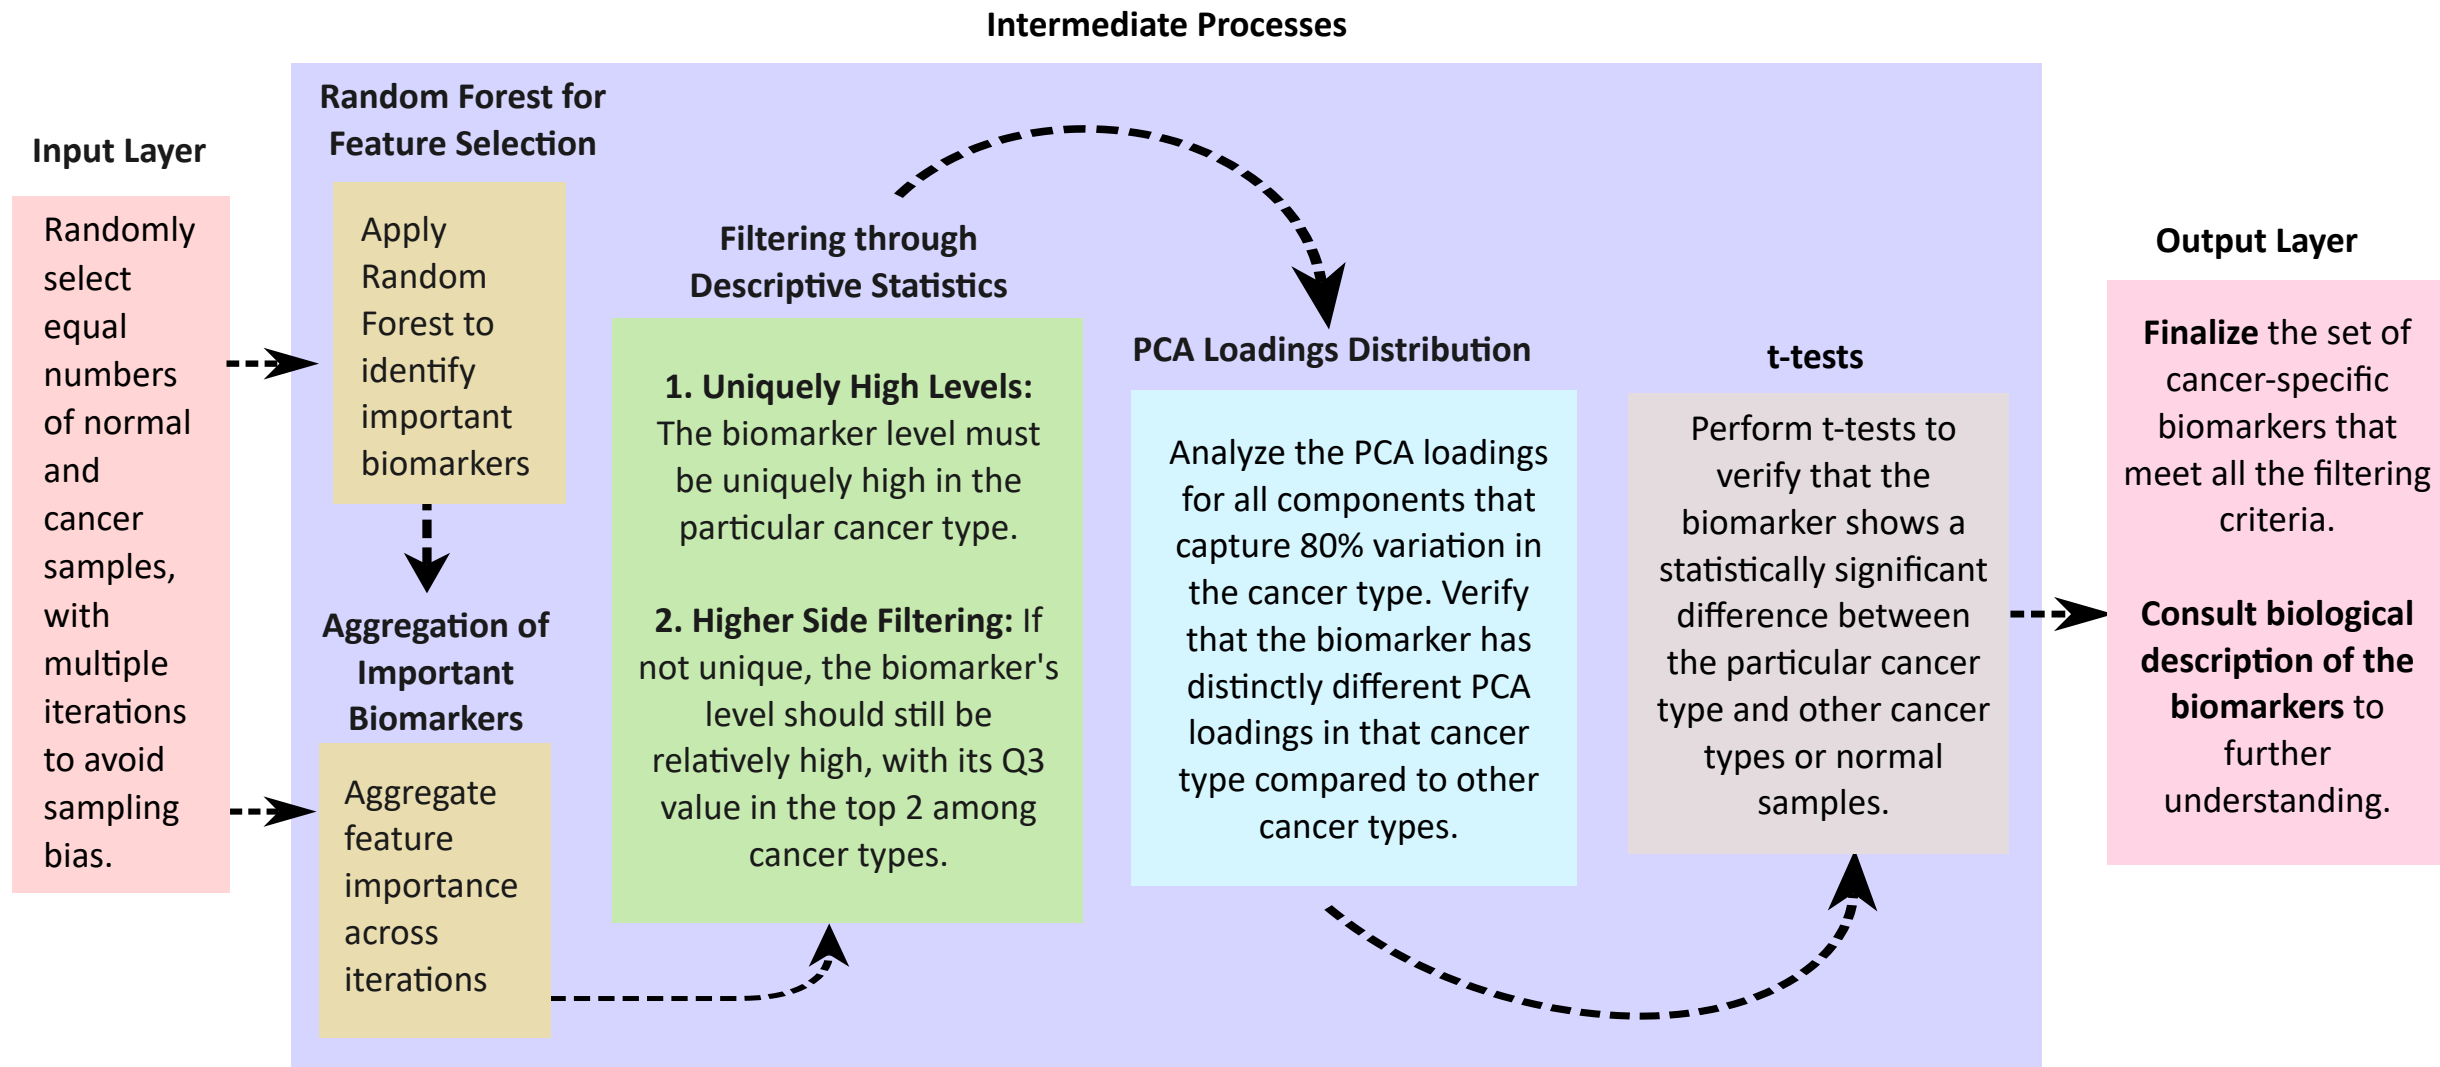 Intermediate Processes
Input Layer
Randomly
select
equal
numbers
of normal
and
cancer
samples,
with
multiple
iterations
to avoid
sampling
bias.
Random Forest for
Feature Selection
Apply
Random
Forest to
identify
important
biomarkers
Aggregation of
Important
Biomarkers
Aggregate
feature
importance
across
iterations
Filtering through
Descriptive Statistics
1. Uniquely High Levels:
The biomarker level must
be uniquely high in the
particular cancer type.
2. Higher Side Filtering: If
not unique, the biomarker's
level should still be
relatively high, with its Q3
value in the top 2 among
cancer types.
PCA Loadings Distribution
Analyze the PCA loadings
for all components that
capture 80% variation in
the cancer type. Verify
that the biomarker has
distinctly different PCA
loadings in that cancer
type compared to other
cancer types.
t-tests
Perform t-tests to
verify that the
biomarker shows a
statistically significant
difference between
the particular cancer
type and other cancer
types or normal
samples.
Output Layer
Finalize the set of
cancer-specific
biomarkers that
meet all the filtering
criteria.
Consult biological
description of the
biomarkers to
further
understanding.